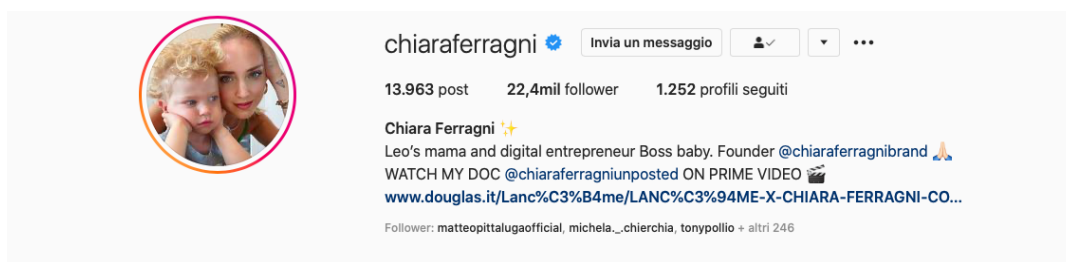 chiaraferragni Invia un messaggio
13.963 post 22,4mil follower 1.252 profili seguiti
Chiara Ferragni ✨
Leo's mama and digital entrepreneur Boss baby. Founder @chiaraferragnibrand 🙏🏻
WATCH MY DOC @chiaraferragniunposted ON PRIME VIDEO 🎬
www.douglas.it/Lanc%C3%B4me/LANC%C3%94ME-X-CHIARA-FERRAGNI-CO...
Follower: matteopittalugaofficial, michela._.chierchia, tonypollio + altri 246